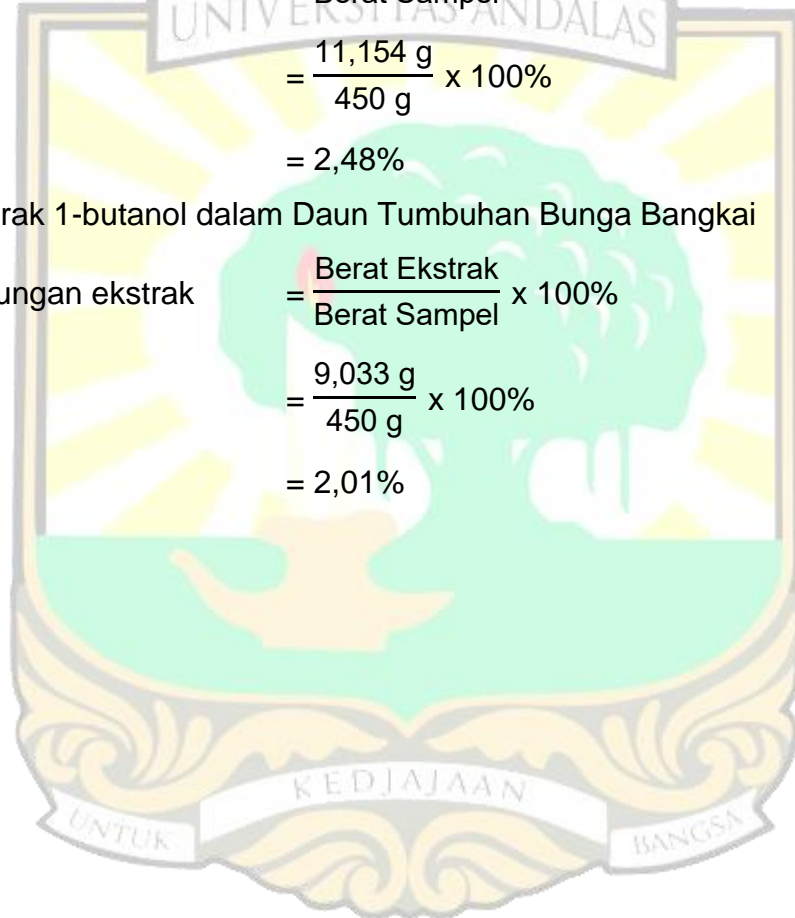 Berat Sampel
UNIVERSITAS ANDALAS
= 11,154 g / 450 g x 100%
= 2,48%
rak 1-butanol dalam Daun Tumbuhan Bunga Bangkai
ungan ekstrak = Berat Ekstrak / Berat Sampel x 100%
= 9,033 g / 450 g x 100%
= 2,01%
KEDJAJAAN
UNTUK BANGSA